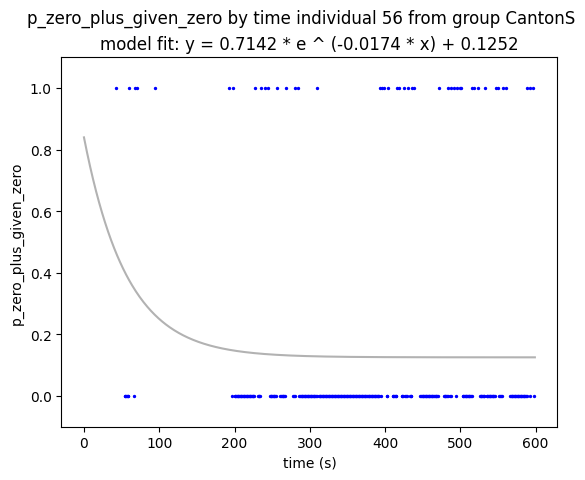 p_zero_plus_given_zero by time individual 56 from group CantonS
model fit: y = 0.7142 * e ^ (-0.0174 * x) + 0.1252
1.0
0.8
0.6
0.4
0.2
0.0
p_zero_plus_given_zero
0 100 200 300 400 500 600
time (s)